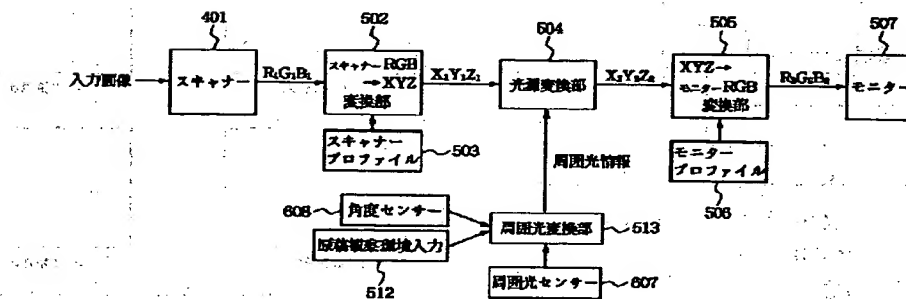 401
502
504
505
507
入力画像
スキャナー
R₁G₁B₁
スキャナーRGB
→XYZ
変換部
X₁Y₁Z₁
光源変換部
X₂Y₂Z₂
XYZ→
モニターRGB
変換部
R₂G₂B₂
モニター
スキャナー
プロファイル
503
周囲光情報
モニター
プロファイル
506
608
角度センサー
原稿観察環境入力
512
周囲光変換部
513
周囲光センサー
607